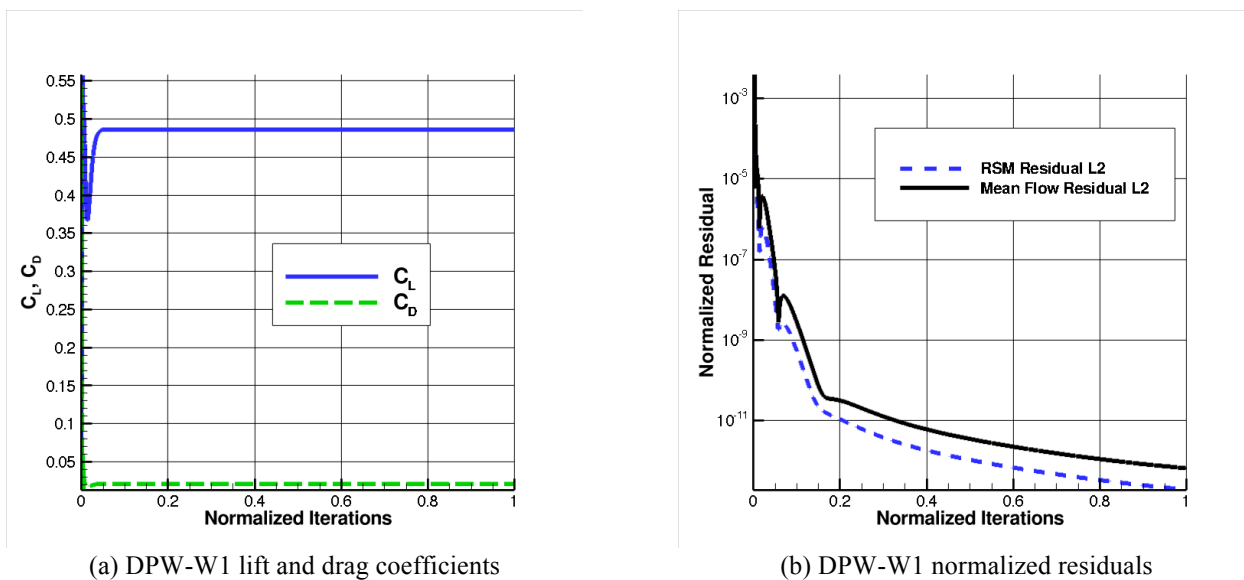 0.55
0.5
0.45
0.4
0.35
0.3
0.25
0.2
0.15
0.1
0.05
C_L, C_D
C_L
C_D
0 0.2 0.4 0.6 0.8 1
Normalized Iterations
(a) DPW-W1 lift and drag coefficients
10^-3
10^-5
10^-7
10^-9
10^-11
Normalized Residual
RSM Residual L2
Mean Flow Residual L2
0 0.2 0.4 0.6 0.8 1
Normalized Iterations
(b) DPW-W1 normalized residuals